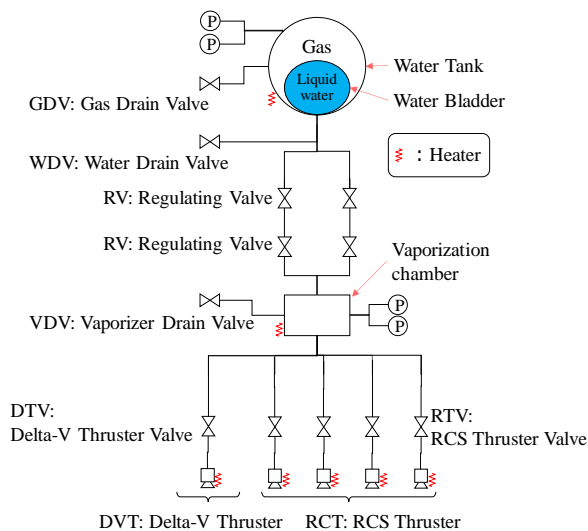 P
P
Gas
Liquid
water
Water Tank
Water Bladder
GDV: Gas Drain Valve
WDV: Water Drain Valve
: Heater
RV: Regulating Valve
RV: Regulating Valve
Vaporization
chamber
P
P
VDV: Vaporizer Drain Valve
DTV:
Delta-V Thruster Valve
RTV:
RCS Thruster Valve
DVT: Delta-V Thruster
RCT: RCS Thruster